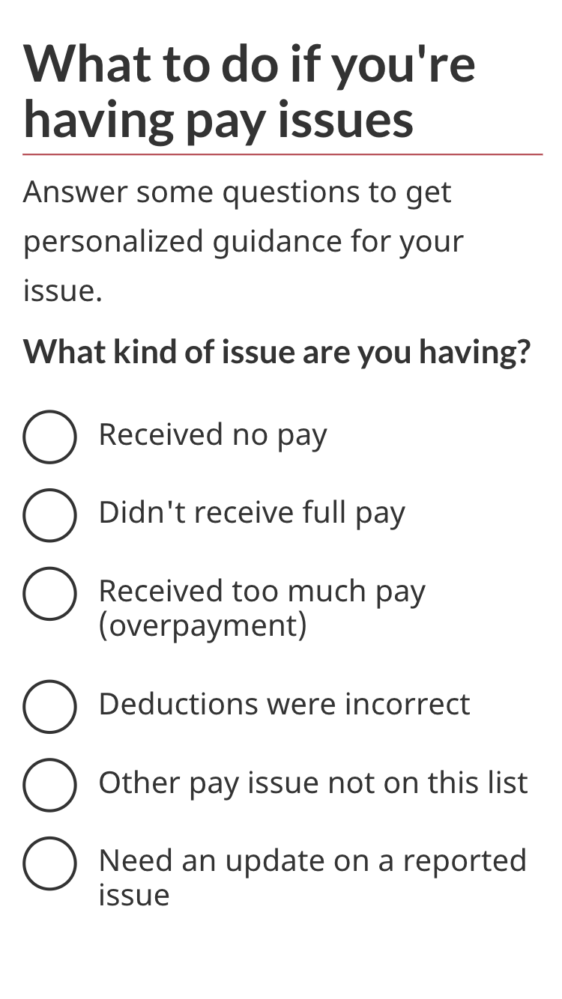 What to do if you're
having pay issues
Answer some questions to get
personalized guidance for your
issue.
What kind of issue are you having?
Received no pay
Didn't receive full pay
Received too much pay
(overpayment)
Deductions were incorrect
Other pay issue not on this list
Need an update on a reported
issue